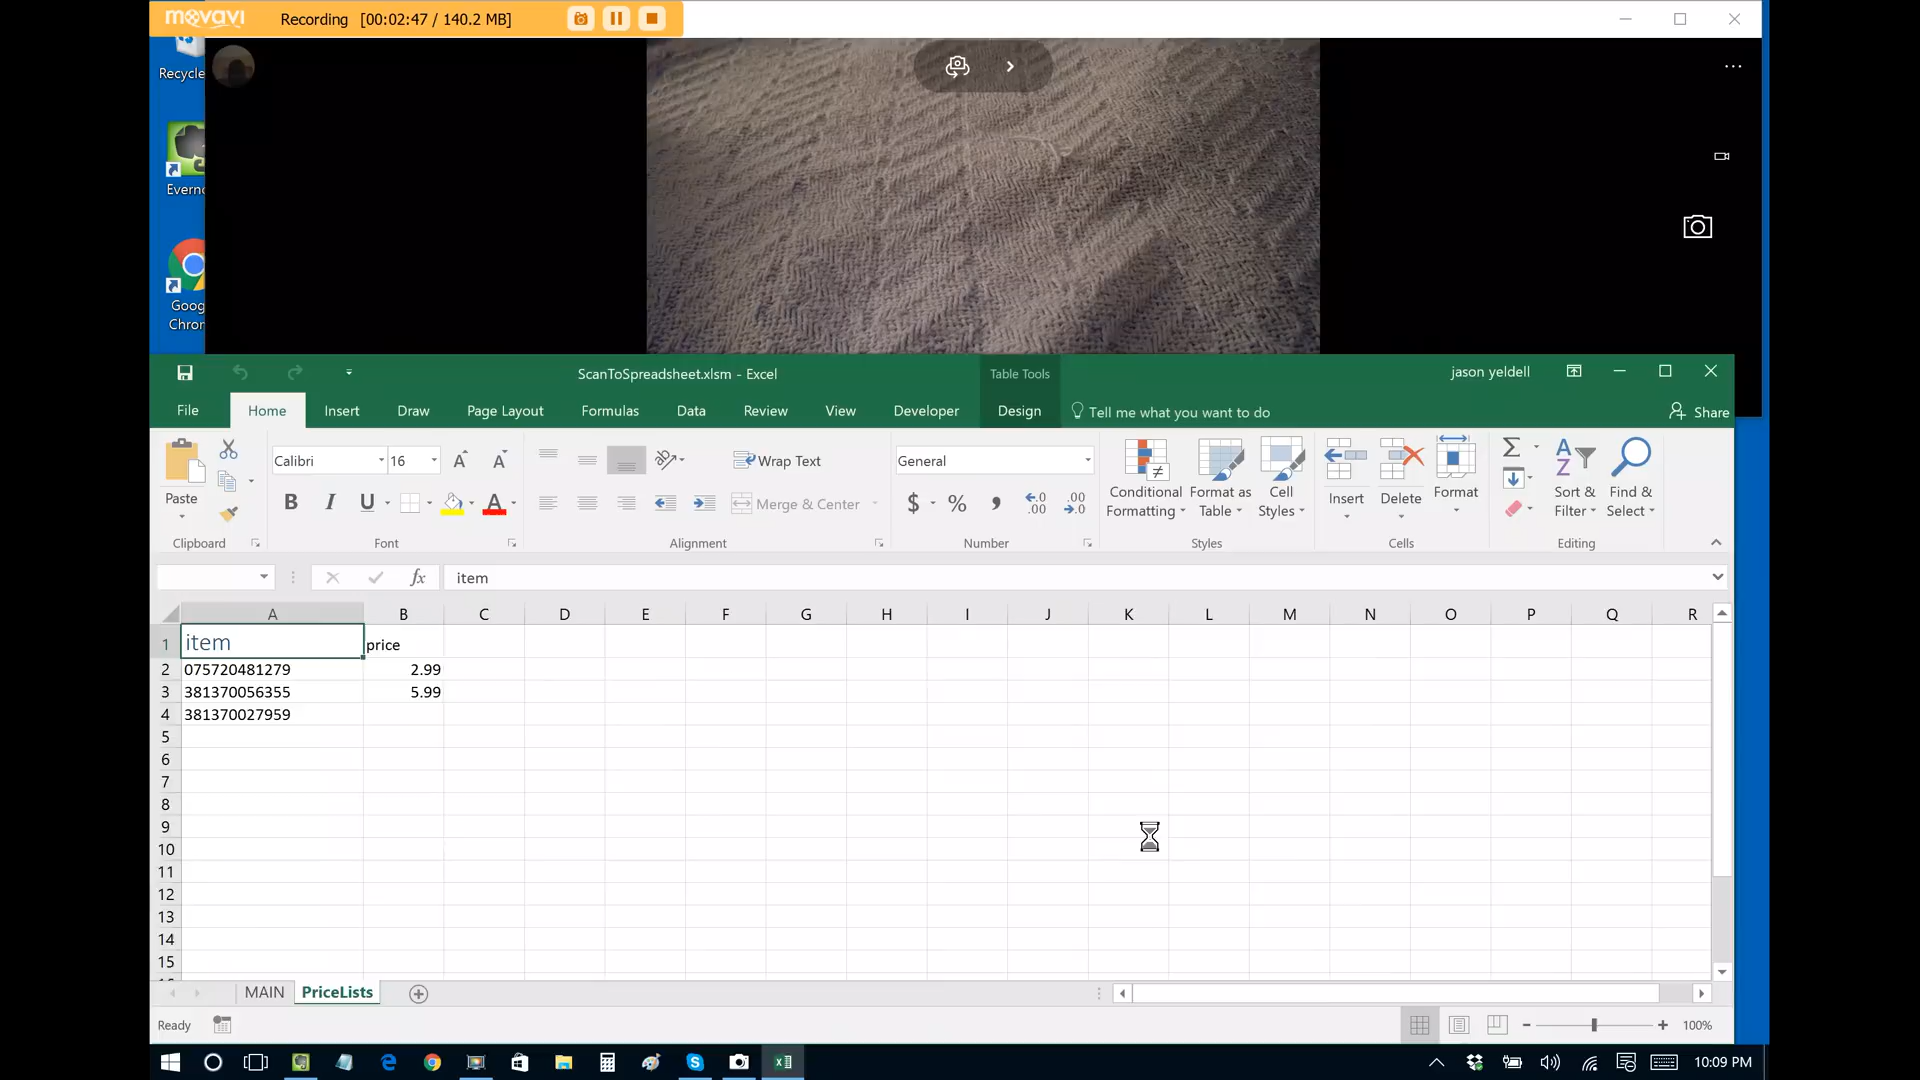 movavi
Recording [00:02:47 / 140.2 MB]
Recycle
Everno
Goog
Chron
ScanToSpreadsheet.xlsm - Excel
Table Tools
jason yeldell
File Home Insert Draw Page Layout Formulas Data Review View Developer Design Tell me what you want to do Share
Calibri 16 Wrap Text General
Paste B I U A Merge & Center $ % , Conditional Formatting Format as Table Cell Styles Insert Delete Format Sort & Filter Find & Select
Clipboard Font Alignment Number Styles Cells Editing
fx item
A B C D E F G H I J K L M N O P Q R
1 item price
2 075720481279 2.99
3 381370056355 5.99
4 381370027959
5
6
7
8
9
10
11
12
13
14
15
MAIN PriceLists
Ready 100%
10:09 PM